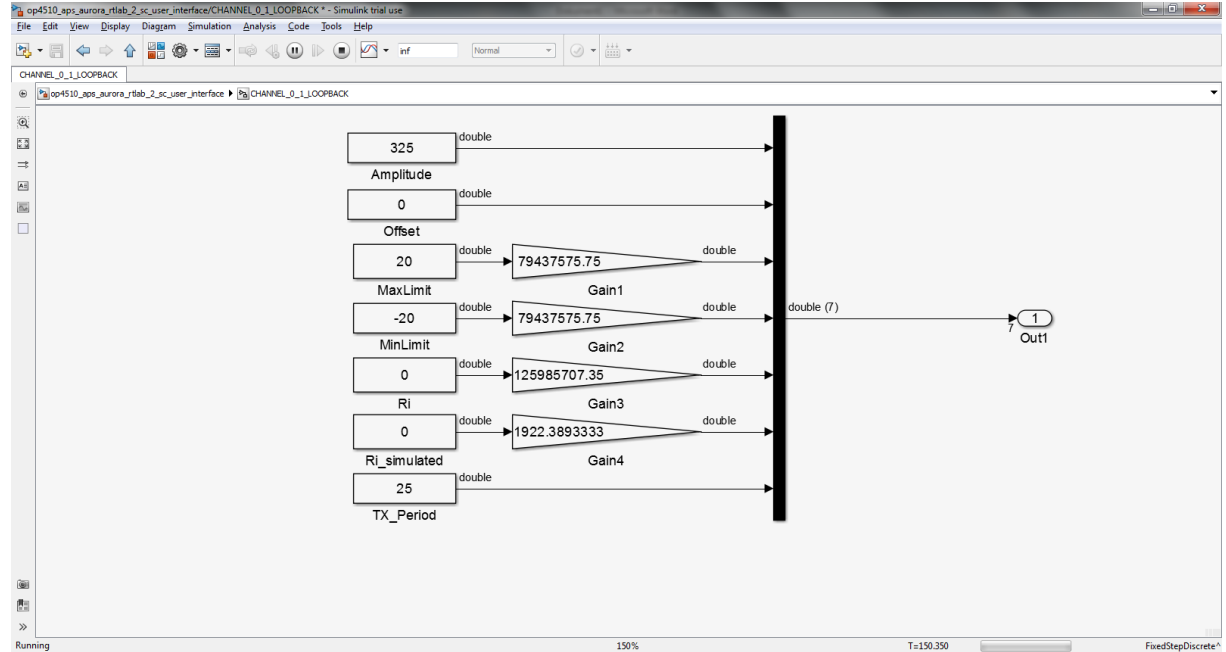 op4510_aps_aurora_rtlab_2_sc_user_interface/CHANNEL_0_1_LOOPBACK * - Simulink trial use
File Edit View Display Diagram Simulation Analysis Code Tools Help
inf Normal
CHANNEL_0_1_LOOPBACK
op4510_aps_aurora_rtlab_2_sc_user_interface CHANNEL_0_1_LOOPBACK
325 double
Amplitude
0 double
Offset
20 double 79437575.75 double
MaxLimit Gain1
-20 double 79437575.75 double double (7) 1
7
MinLimit Gain2 Out1
0 double 125985707.35 double
Ri Gain3
0 double 1922.3893333 double
Ri_simulated Gain4
25 double
TX_Period
Running 150% T=150.350 FixedStepDiscrete